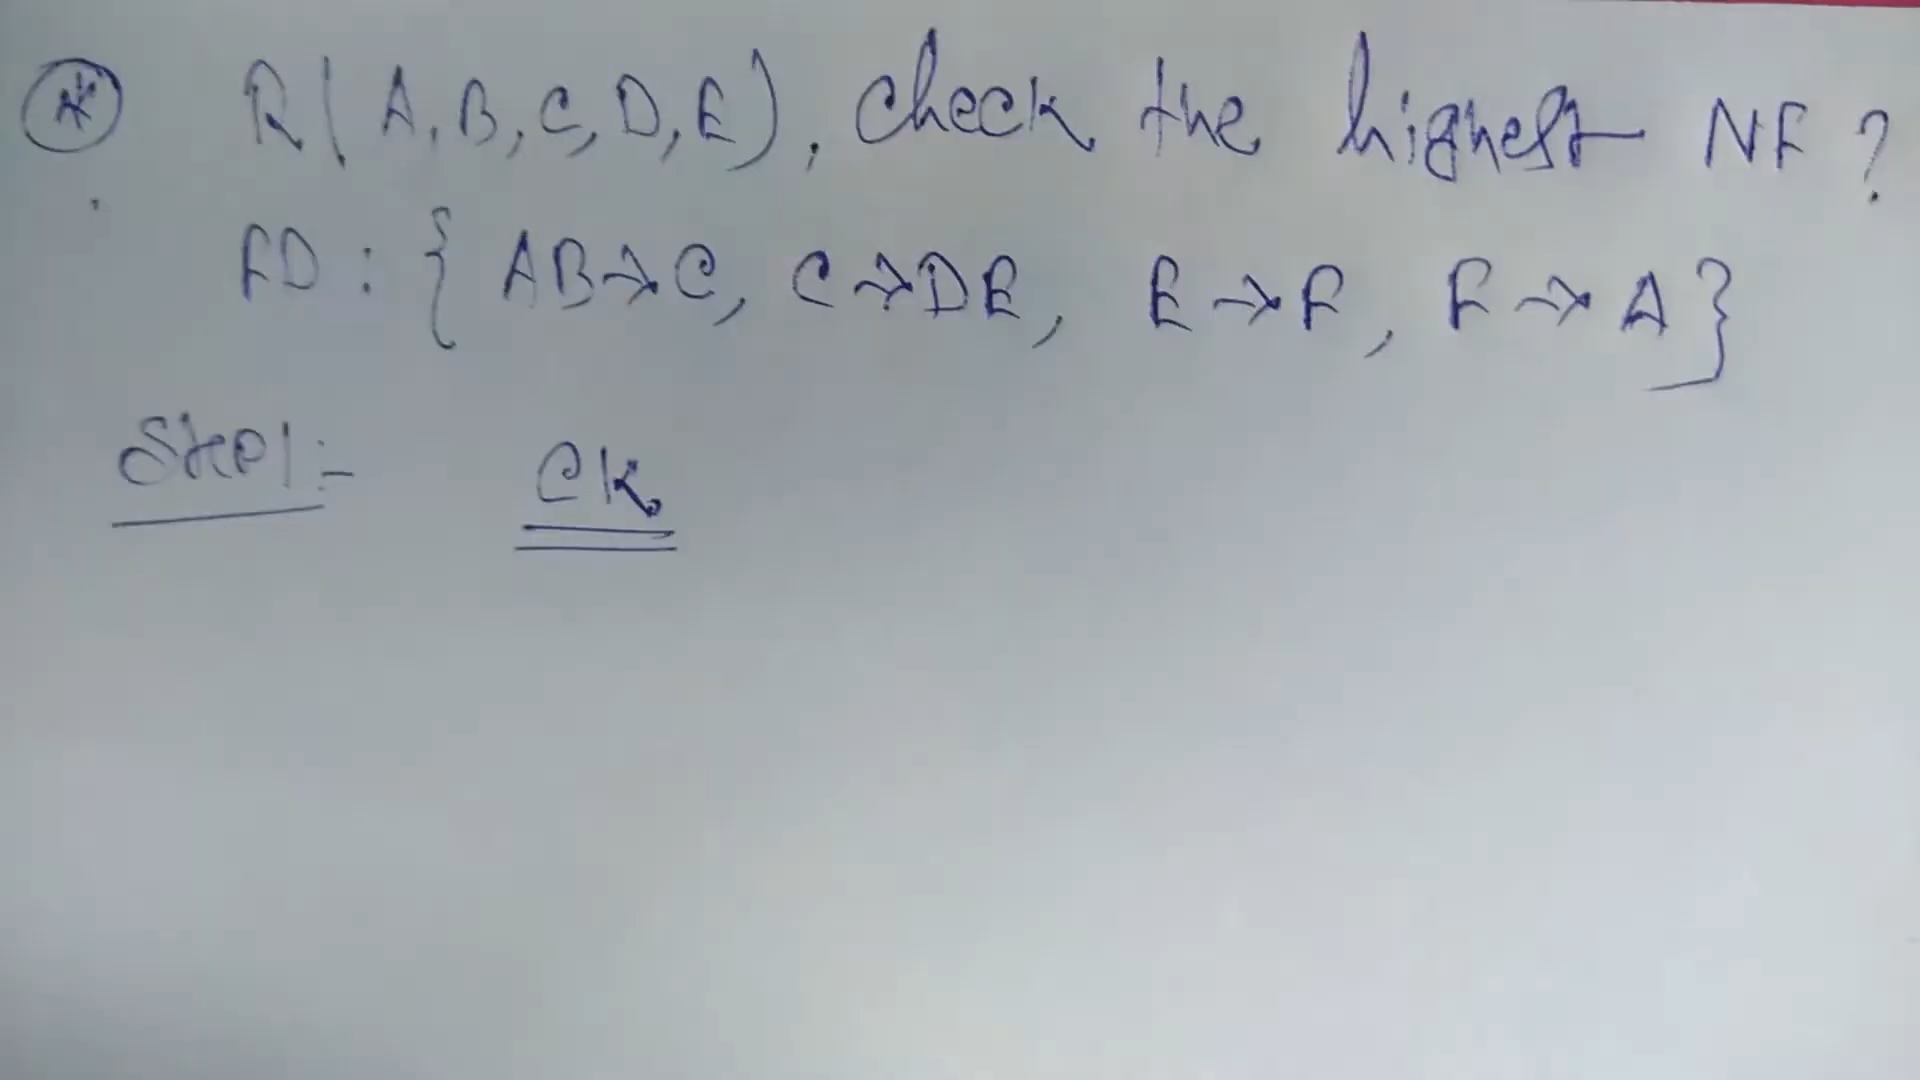 * R(A,B,C,D,E), check the highest NF?
FD : { AB→C, C→DE, E→F, F→A }
Step1:- CK